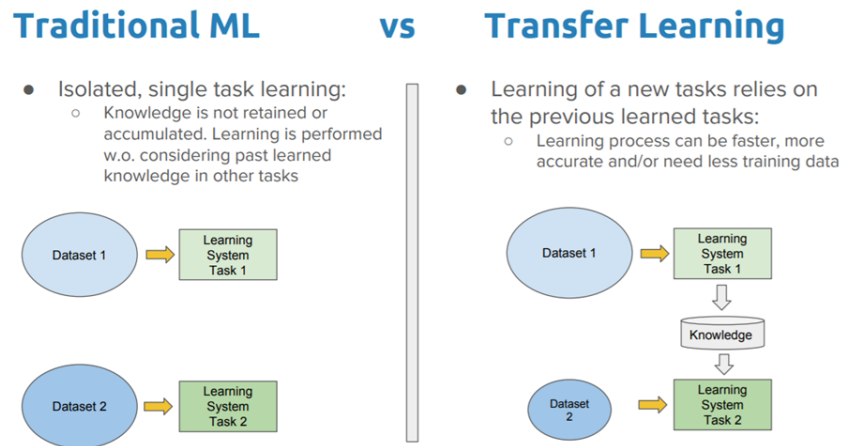 Traditional ML vs Transfer Learning
● Isolated, single task learning:
○ Knowledge is not retained or
accumulated. Learning is performed
w.o. considering past learned
knowledge in other tasks
Dataset 1
Learning
System
Task 1
Dataset 2
Learning
System
Task 2
● Learning of a new tasks relies on
the previous learned tasks:
○ Learning process can be faster, more
accurate and/or need less training data
Dataset 1
Learning
System
Task 1
Knowledge
Dataset
2
Learning
System
Task 2